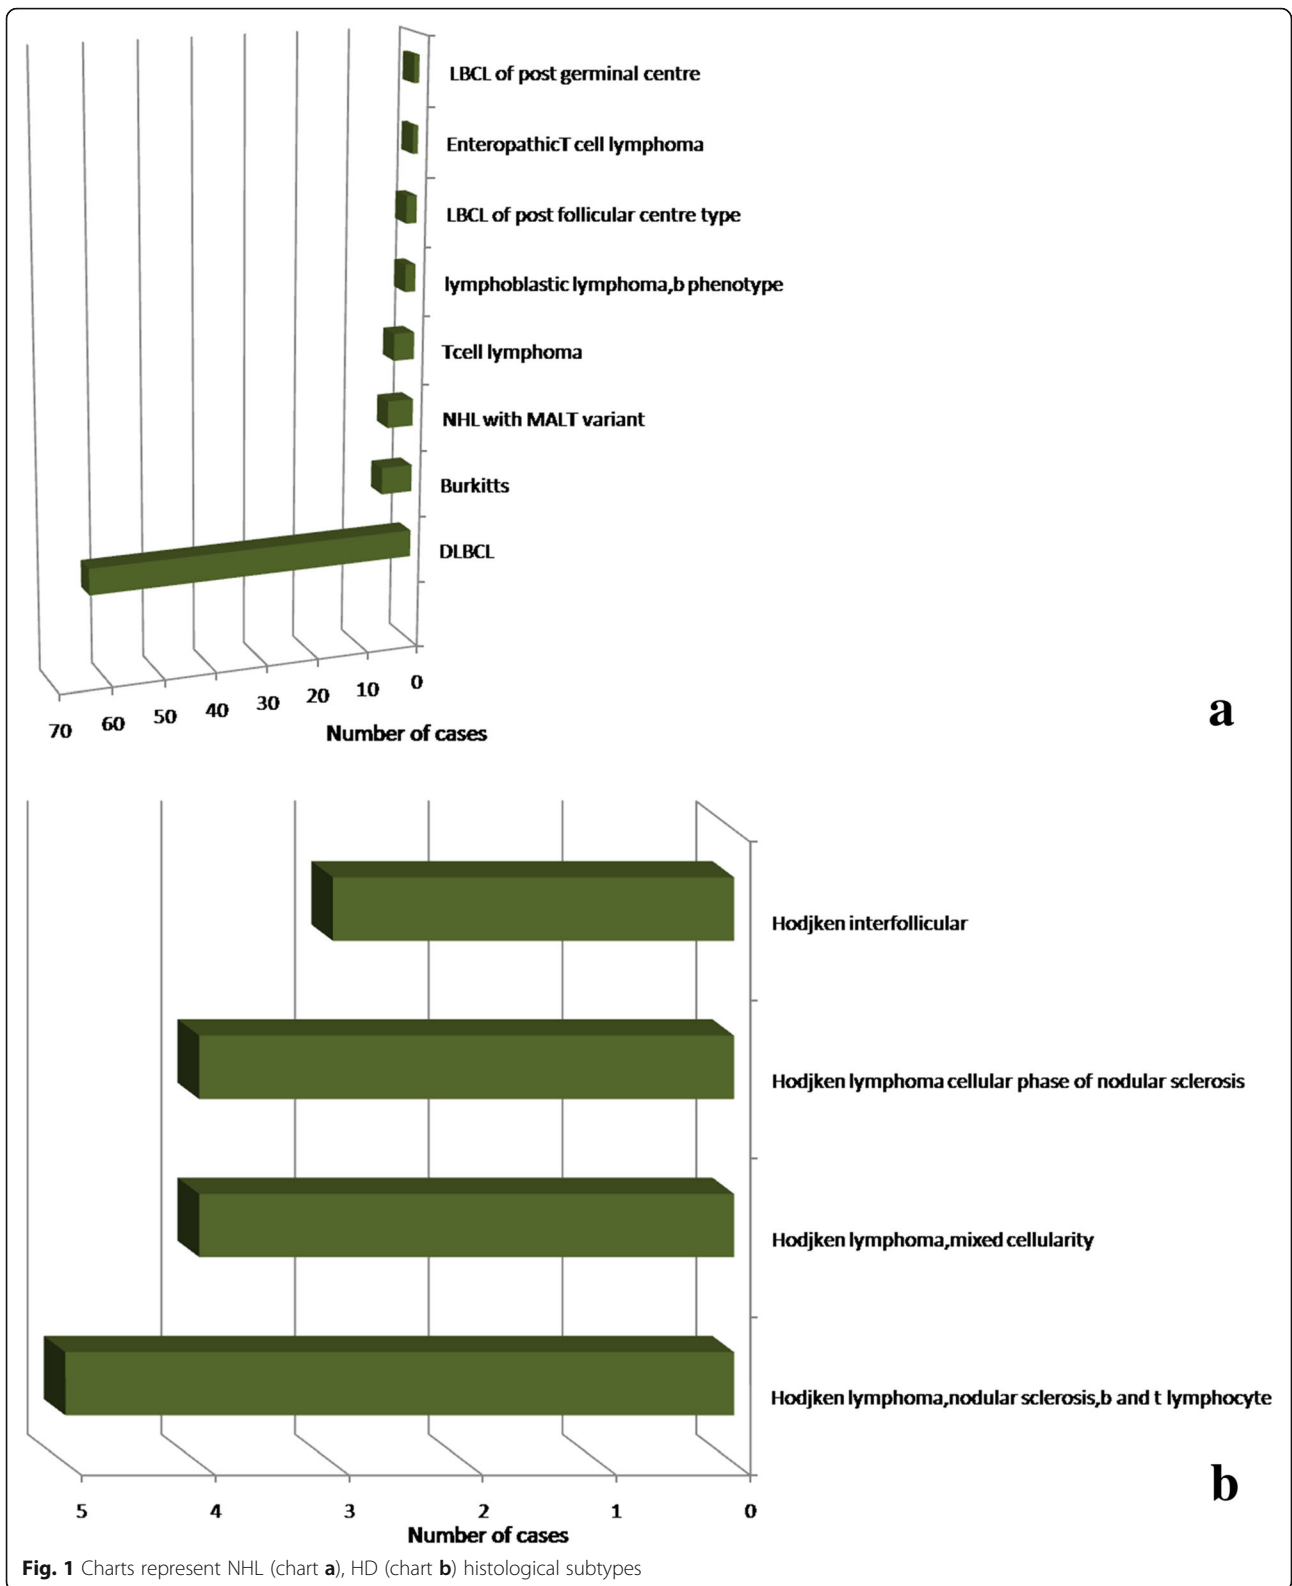 LBCL of post germinal centre
EnteropathicT cell lymphoma
LBCL of post follicular centre type
lymphoblastic lymphoma,b phenotype
Tcell lymphoma
NHL with MALT variant
Burkitts
DLBCL
70 60 50 40 30 20 10 0
Number of cases
a
Hodjken interfollicular
Hodjken lymphoma cellular phase of nodular sclerosis
Hodjken lymphoma,mixed cellularity
Hodjken lymphoma,nodular sclerosis,b and t lymphocyte
5 4 3 2 1 0
Number of cases
b
Fig. 1 Charts represent NHL (chart a), HD (chart b) histological subtypes